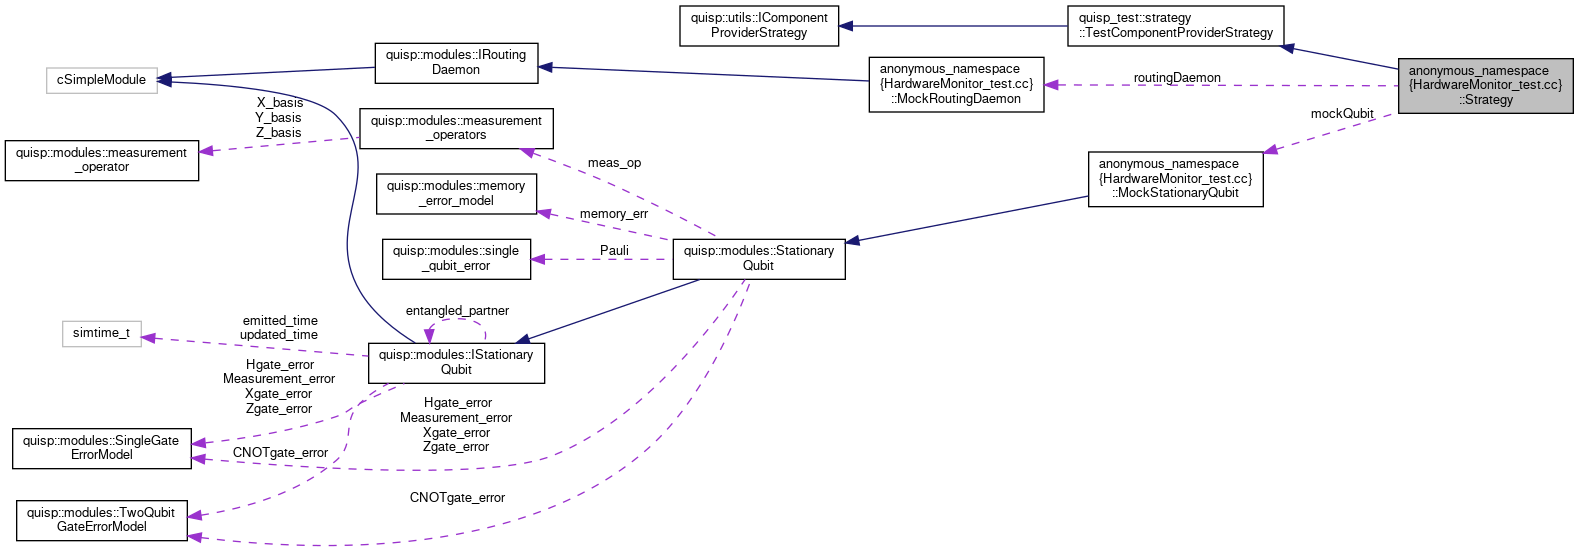 quisp::utils::IComponent
ProviderStrategy
quisp_test::strategy
::TestComponentProviderStrategy
anonymous_namespace
{HardwareMonitor_test.cc}
::Strategy
quisp::modules::IRouting
Daemon
cSimpleModule
anonymous_namespace
{HardwareMonitor_test.cc}
::MockRoutingDaemon
routingDaemon
mockQubit
X_basis
Y_basis
Z_basis
quisp::modules::measurement
_operators
quisp::modules::measurement
_operator
meas_op
anonymous_namespace
{HardwareMonitor_test.cc}
::MockStationaryQubit
quisp::modules::memory
_error_model
memory_err
quisp::modules::single
_qubit_error
Pauli
quisp::modules::Stationary
Qubit
entangled_partner
simtime_t
emitted_time
updated_time
quisp::modules::IStationary
Qubit
Hgate_error
Measurement_error
Xgate_error
Zgate_error
Hgate_error
Measurement_error
Xgate_error
Zgate_error
quisp::modules::SingleGate
ErrorModel
CNOTgate_error
CNOTgate_error
quisp::modules::TwoQubit
GateErrorModel